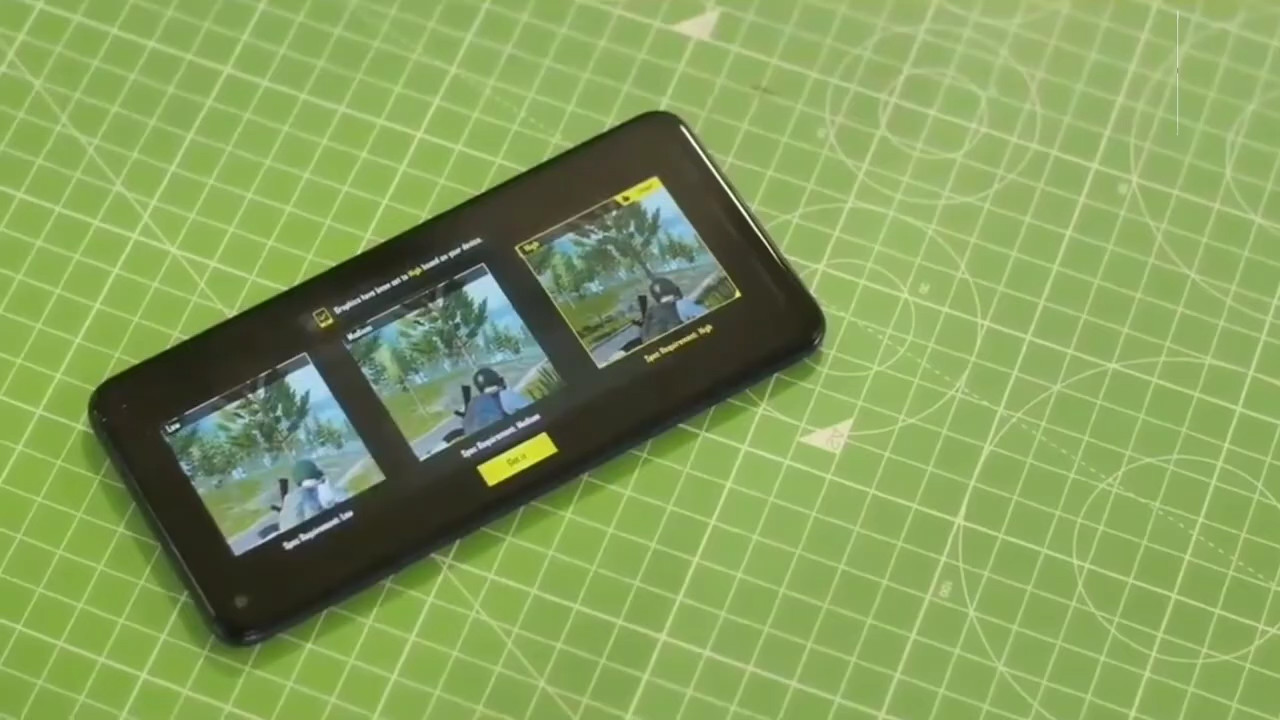 Graphics have been set to High based on your device.
Low
Medium
High
Spec Requirement: Low
Spec Requirement: Medium
Spec Requirement: High
Got it